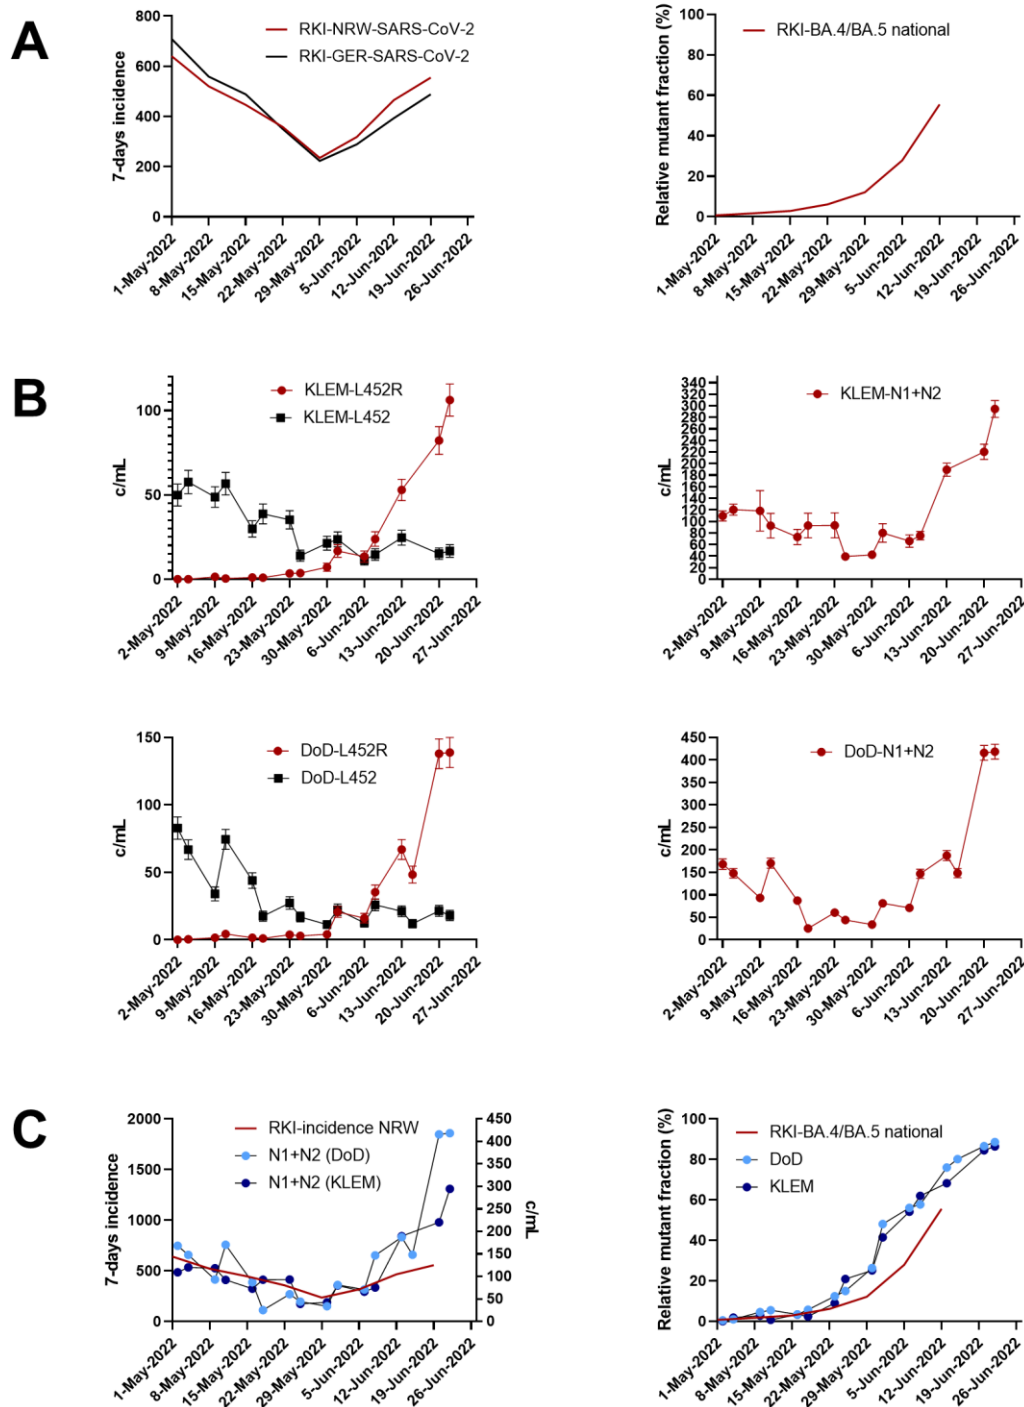 A
7-days incidence
800
600
400
200
0
RKI-NRW-SARS-CoV-2
RKI-GER-SARS-CoV-2
1-May-2022
8-May-2022
15-May-2022
22-May-2022
29-May-2022
5-Jun-2022
12-Jun-2022
19-Jun-2022
26-Jun-2022
Relative mutant fraction (%)
100
80
60
40
20
0
RKI-BA.4/BA.5 national
1-May-2022
8-May-2022
15-May-2022
22-May-2022
29-May-2022
5-Jun-2022
12-Jun-2022
19-Jun-2022
26-Jun-2022
B
c/mL
100
50
0
KLEM-L452R
KLEM-L452
2-May-2022
9-May-2022
16-May-2022
23-May-2022
30-May-2022
6-Jun-2022
13-Jun-2022
20-Jun-2022
27-Jun-2022
c/mL
340
320
300
280
260
240
220
200
180
160
140
120
100
80
60
40
20
0
KLEM-N1+N2
2-May-2022
9-May-2022
16-May-2022
23-May-2022
30-May-2022
6-Jun-2022
13-Jun-2022
20-Jun-2022
27-Jun-2022
c/mL
150
100
50
0
DoD-L452R
DoD-L452
2-May-2022
9-May-2022
16-May-2022
23-May-2022
30-May-2022
6-Jun-2022
13-Jun-2022
20-Jun-2022
27-Jun-2022
c/mL
450
400
350
300
250
200
150
100
50
0
DoD-N1+N2
2-May-2022
9-May-2022
16-May-2022
23-May-2022
30-May-2022
6-Jun-2022
13-Jun-2022
20-Jun-2022
27-Jun-2022
C
7-days incidence
2000
1500
1000
500
0
RKI-incidence NRW
N1+N2 (DoD)
N1+N2 (KLEM)
450
400
350
300
250
200
150
100
50
0
c/mL
1-May-2022
8-May-2022
15-May-2022
22-May-2022
29-May-2022
5-Jun-2022
12-Jun-2022
19-Jun-2022
26-Jun-2022
Relative mutant fraction (%)
100
80
60
40
20
0
RKI-BA.4/BA.5 national
DoD
KLEM
1-May-2022
8-May-2022
15-May-2022
22-May-2022
29-May-2022
5-Jun-2022
12-Jun-2022
19-Jun-2022
26-Jun-2022